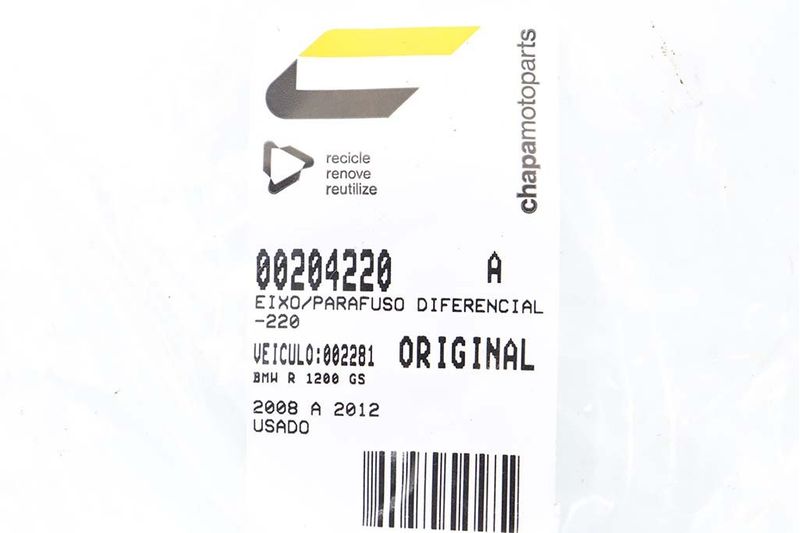 chapamotoparts
recicle
renove
reutilize
00204220 A
EIXO/PARAFUSO DIFERENCIAL
-220
VEICULO:002281 ORIGINAL
BMW R 1200 GS
2008 A 2012
USADO